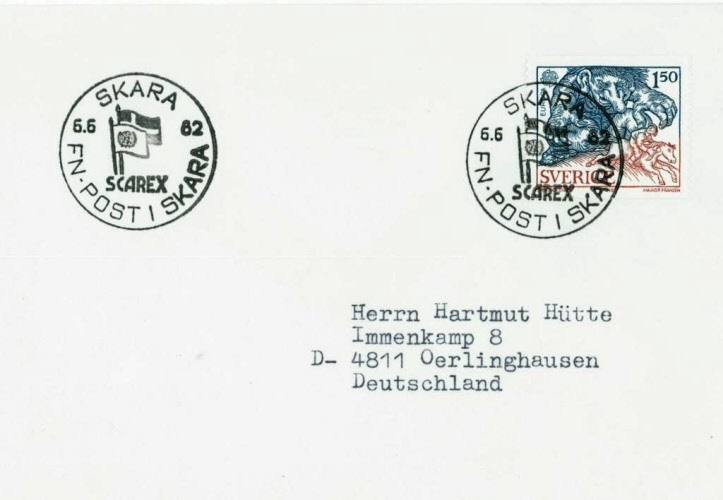 SKARA
6.6 82
SCAREX
FN-POST I SKARA
1.50
SKARA
6.6 82
SCAREX
FN-POST I SKARA
SVERIG
Herrn Hartmut Hütte
Immenkamp 8
D- 4811 Oerlinghausen
Deutschland